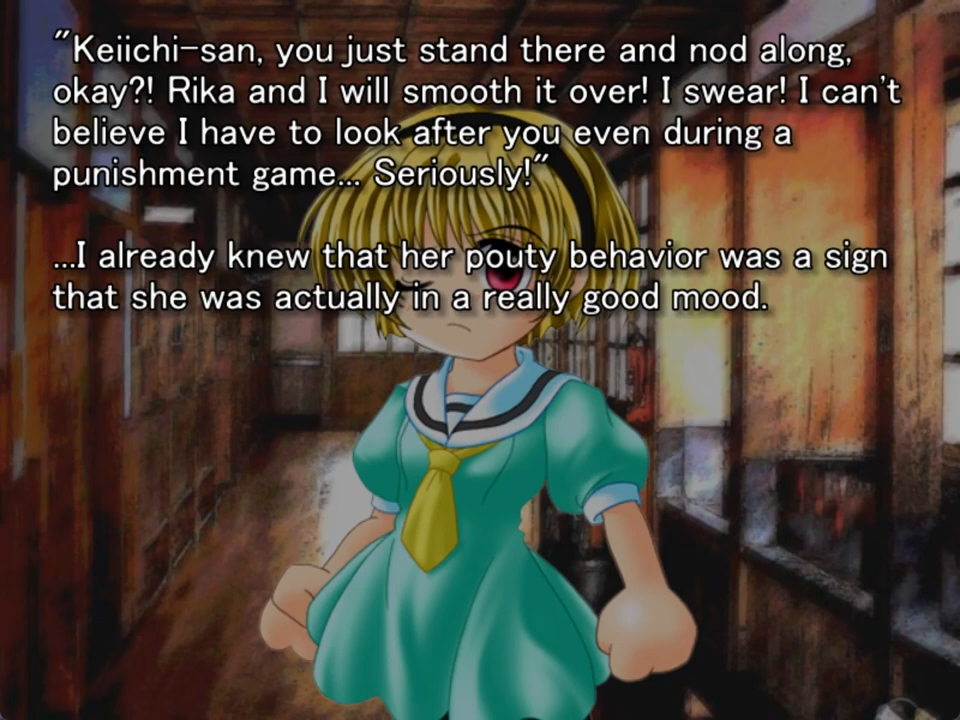 "Keiichi-san, you just stand there and nod along,
okay?! Rika and I will smooth it over! I swear! I can't
believe I have to look after you even during a
punishment game... Seriously!"
...I already knew that her pouty behavior was a sign
that she was actually in a really good mood.